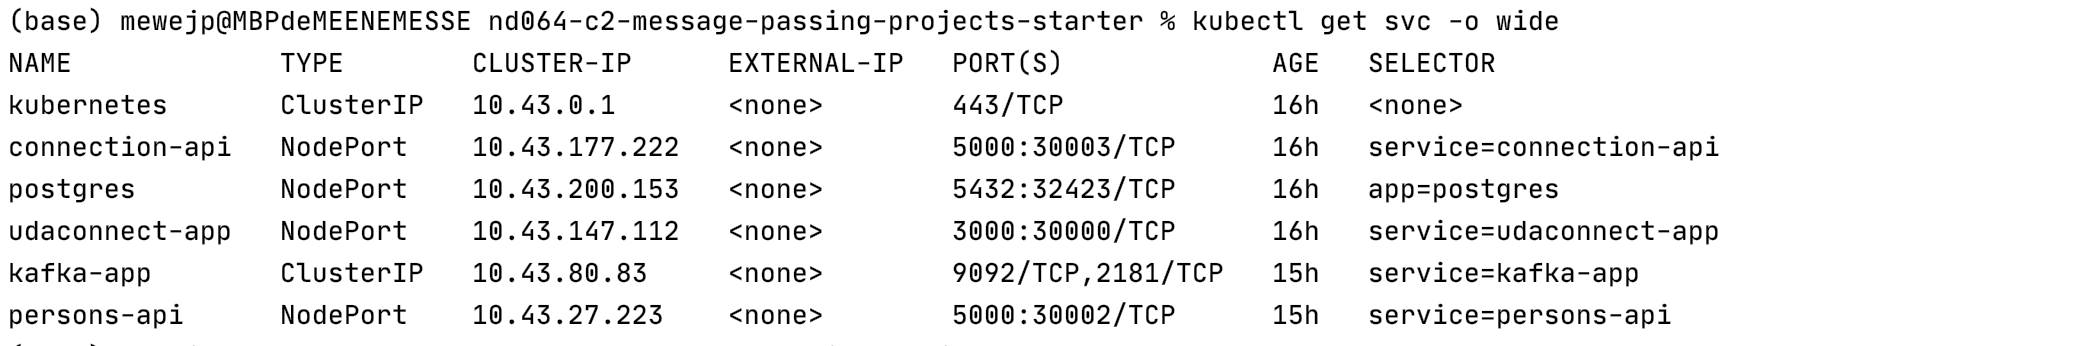 (base) mewejp@MBPdeMEENEMESSE nd064-c2-message-passing-projects-starter % kubectl get svc -o wide
NAME             TYPE        CLUSTER-IP      EXTERNAL-IP   PORT(S)             AGE   SELECTOR
kubernetes       ClusterIP   10.43.0.1       <none>        443/TCP             16h   <none>
connection-api   NodePort    10.43.177.222   <none>        5000:30003/TCP      16h   service=connection-api
postgres         NodePort    10.43.200.153   <none>        5432:32423/TCP      16h   app=postgres
udaconnect-app   NodePort    10.43.147.112   <none>        3000:30000/TCP      16h   service=udaconnect-app
kafka-app        ClusterIP   10.43.80.83     <none>        9092/TCP,2181/TCP   15h   service=kafka-app
persons-api      NodePort    10.43.27.223    <none>        5000:30002/TCP      15h   service=persons-api